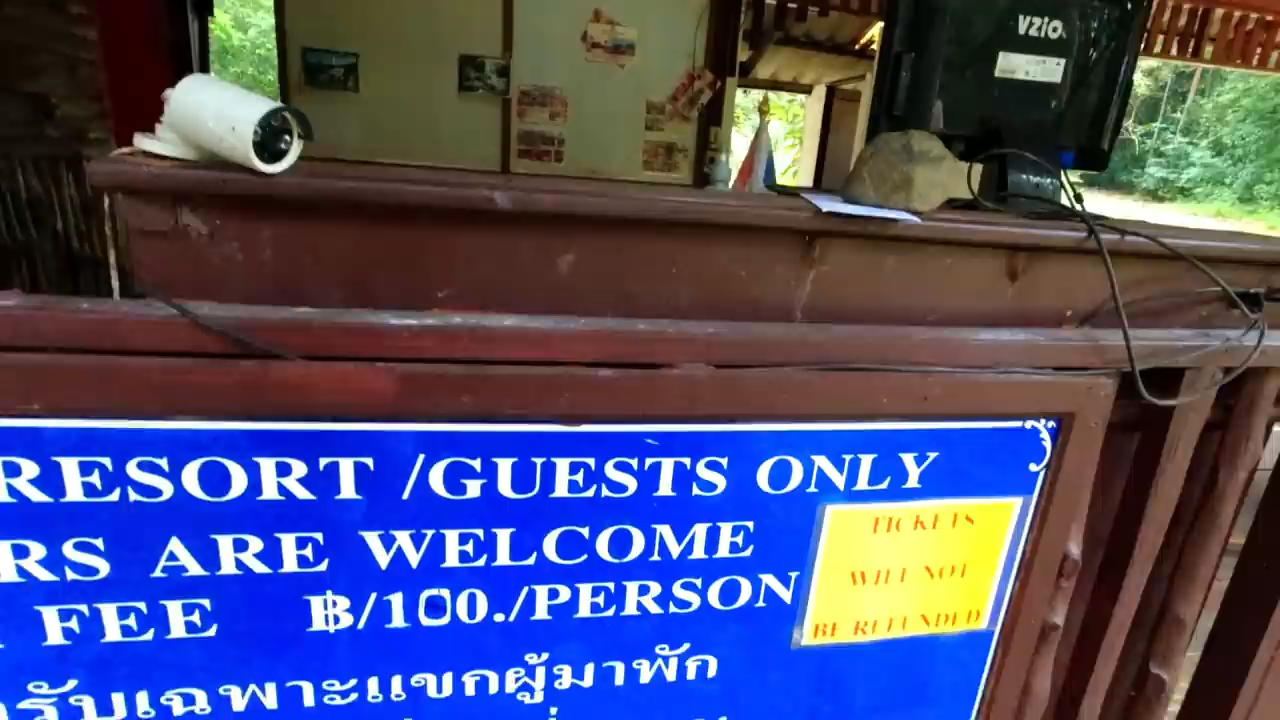 VZIO
RESORT /GUESTS ONLY
RS ARE WELCOME
FEE ฿/100./PERSON
TICKETS
WILL NOT
BE REFUNDED
รับเฉพาะแขกผู้มาพัก